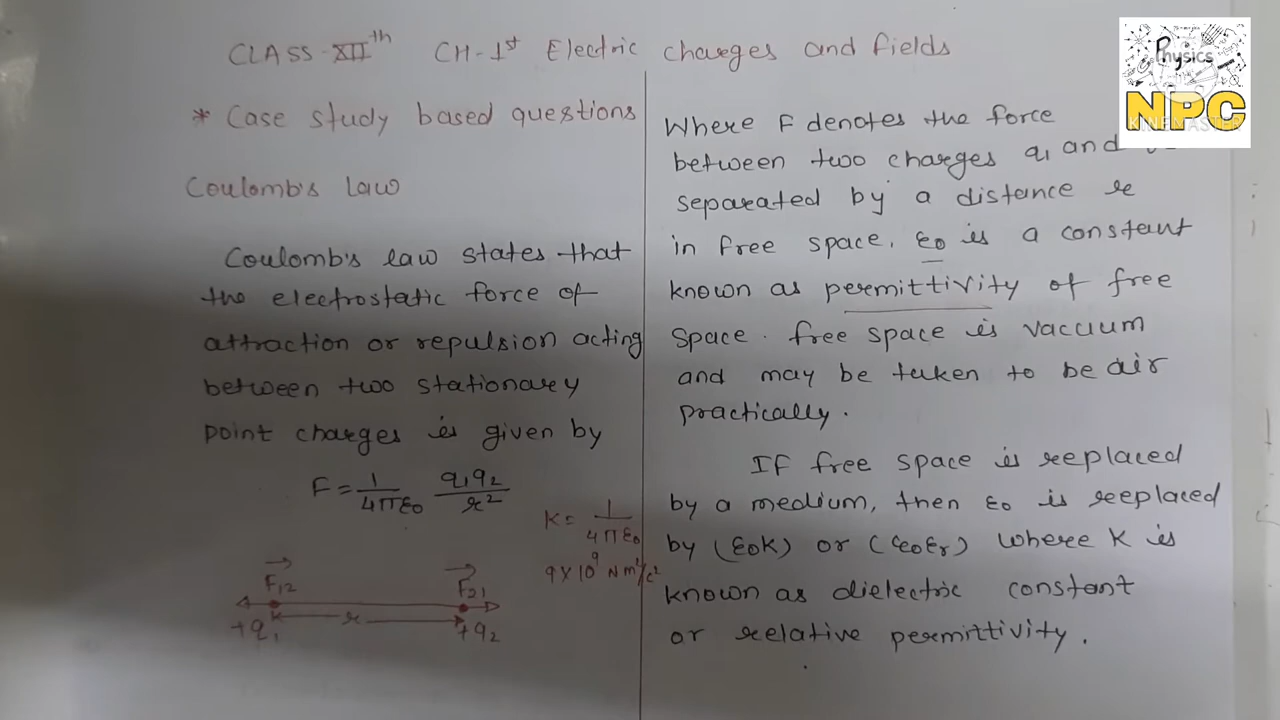 CLASS-XIIth CH-1st Electric charges and fields
* Case study based questions
Coulomb's law
Coulomb's law states that
the electrostatic force of
attraction or repulsion acting
between two stationary
point charges is given by
F = 1/4πε0 q1q2/r²
K = 1/4πε0
9×10⁹ Nm²/c²
F12 F21
r
+q1 +q2
Where F denotes the force
between two charges q1 and
separated by a distance r
in free space. ε0 is a constant
known as permittivity of free
space. free space is vaccum
and may be taken to be air
practically.
If free space is replaced
by a medium, then ε0 is replaced
by (ε0K) or (ε0εr) where K is
known as dielectric constant
or relative permittivity.
Physics
NPC